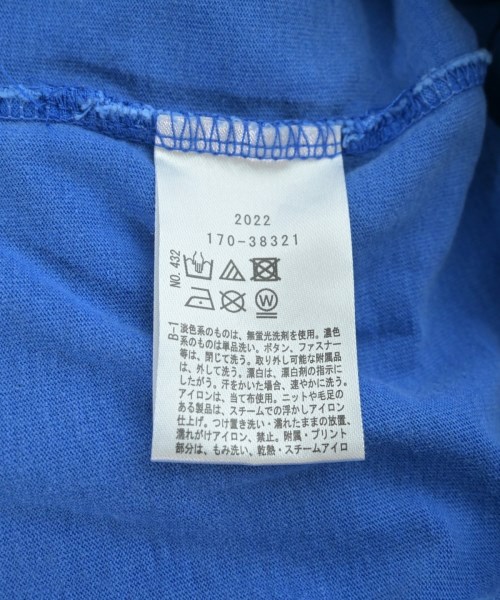 2022
170-38321
NO. 432
W
B-1
淡色系のものは、無蛍光洗剤を使用。濃色
系のものは単品洗い。ボタン、ファスナー
等は、閉じて洗う。取り外し可能な附属品
は、外して洗う。漂白は、漂白剤の指示に
したがう。汗をかいた場合、速やかに洗う。
アイロンは、当て布使用。ニットや毛足の
ある製品は、スチームでの浮かしアイロン
仕上げ。つけ置き洗い・濡れたままの放置、
濡れがけアイロン、禁止。附属・プリント
部分は、もみ洗い、乾熱・スチームアイロ